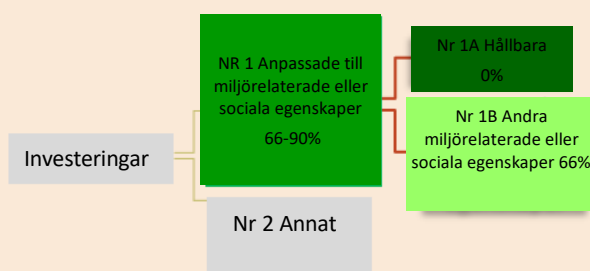 Investeringar
NR 1 Anpassade till
miljörelaterade eller
sociala egenskaper
66-90%
Nr 1A Hållbara
0%
Nr 1B Andra
miljörelaterade eller
sociala egenskaper 66%
Nr 2 Annat